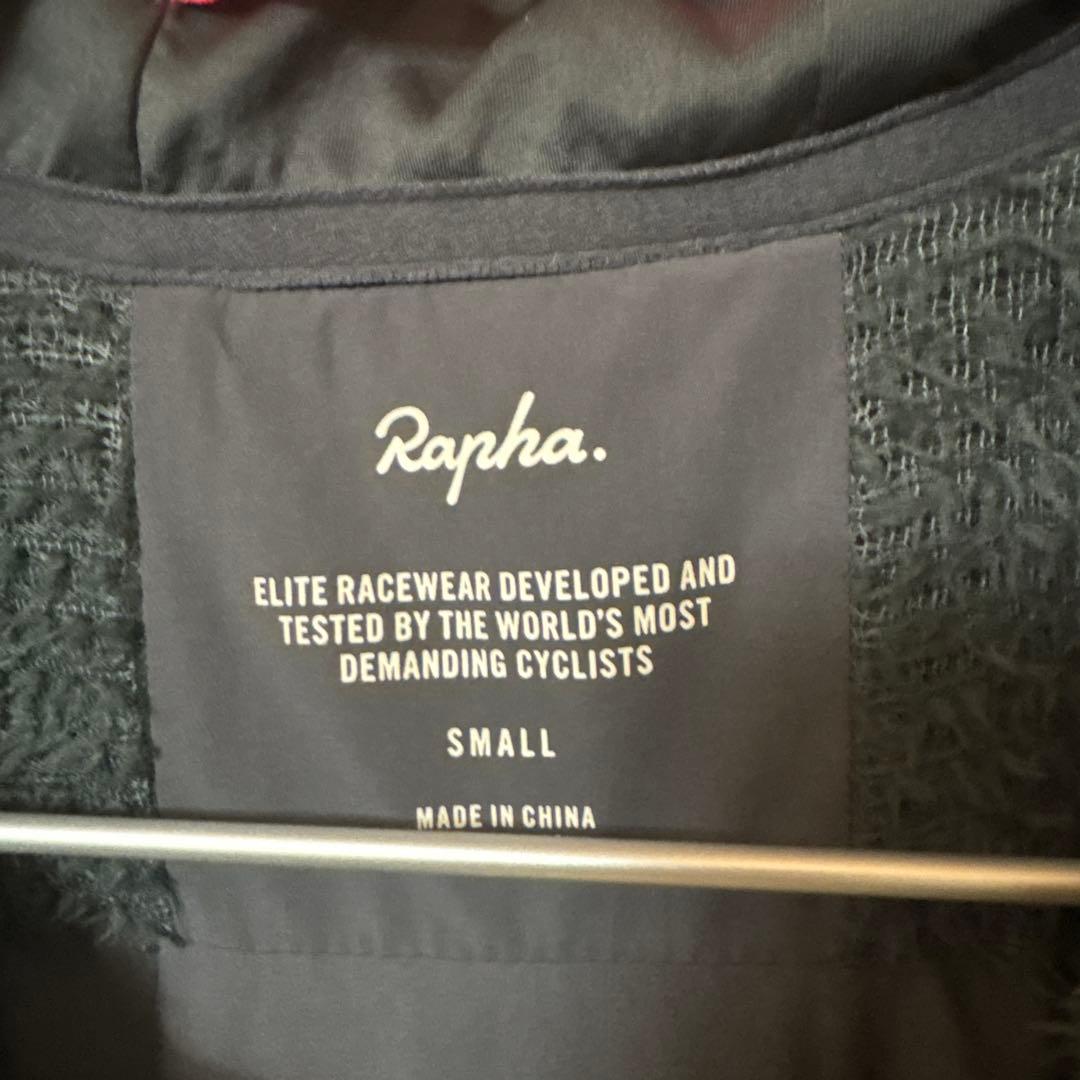 Rapha.
ELITE RACEWEAR DEVELOPED AND
TESTED BY THE WORLD'S MOST
DEMANDING CYCLISTS
SMALL
MADE IN CHINA